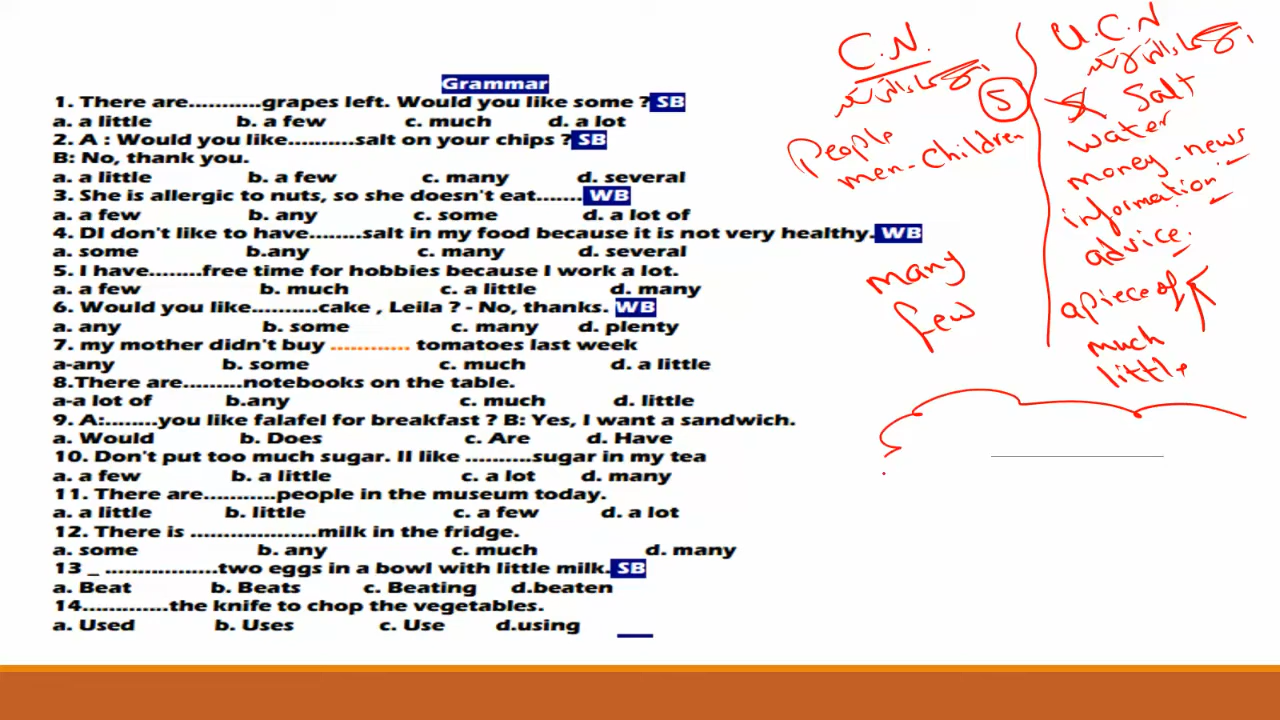 Grammar
1. There are...........grapes left. Would you like some ? SB
a. a little b. a few c. much d. a lot
2. A : Would you like..........salt on your chips ? SB
B: No, thank you.
a. a little b. a few c. many d. several
3. She is allergic to nuts, so she doesn't eat....... WB
a. a few b. any c. some d. a lot of
4. DI don't like to have........salt in my food because it is not very healthy. WB
a. some b.any c. many d. several
5. I have........free time for hobbies because I work a lot.
a. a few b. much c. a little d. many
6. Would you like..........cake , Leila ? - No, thanks. WB
a. any b. some c. many d. plenty
7. my mother didn't buy ............ tomatoes last week
a-any b. some c. much d. a little
8.There are.........notebooks on the table.
a-a lot of b.any c. much d. little
9. A:........you like falafel for breakfast ? B: Yes, I want a sandwich.
a. Would b. Does c. Are d. Have
10. Don't put too much sugar. II like ..........sugar in my tea
a. a few b. a little c. a lot d. many
11. There are...........people in the museum today.
a. a little b. little c. a few d. a lot
12. There is ...................milk in the fridge.
a. some b. any c. much d. many
13 _ .................two eggs in a bowl with little milk. SB
a. Beat b. Beats c. Beating d.beaten
14.............the knife to chop the vegetables.
a. Used b. Uses c. Use d.using
C.N.
S
People
men-children
many
few
U.C.N
Salt
water
money-news
information
advice.
a piece of
much
little